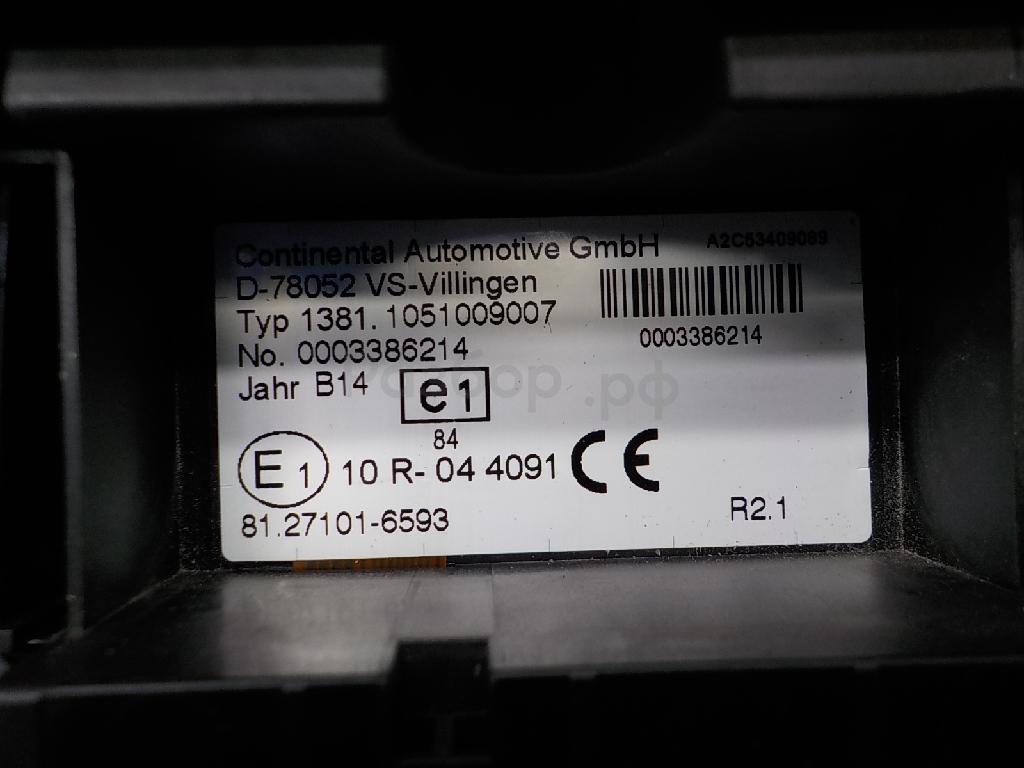 Continental Automotive GmbH A2C53409089
D-78052 VS-Villingen
Typ 1381.1051009007
No. 0003386214
0003386214
Jahr B14
e1
84
E1 10 R- 04 4091 CE
81.27101-6593
R2.1
.рф